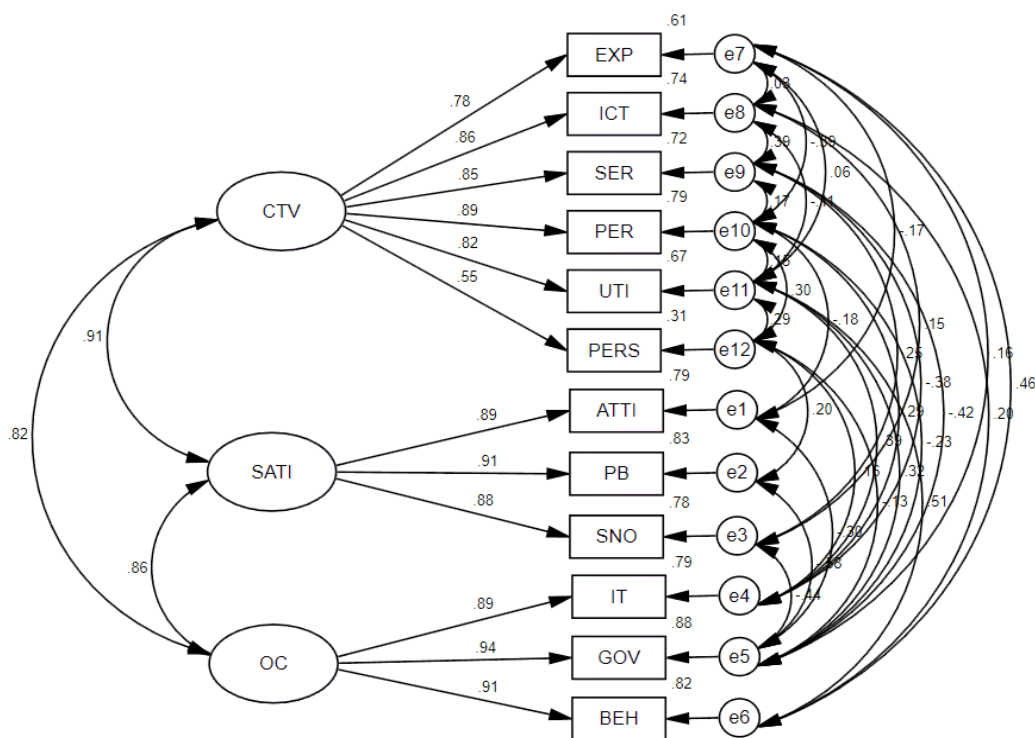 .61
EXP
e7
.74
.78
ICT
e8
.86
.72
.39
SER
e9
.06
.85
.79
.17
-.17
CTV
.89
PER
e10
.82
.67
UTI
e11
.55
.31
.30
.29
-.18
.15
PERS
e12
.16
.91
.79
.25
-.38
.46
ATTI
e1
.20
.29
-.42
.20
.82
.89
.83
.39
-.23
SATI
.91
PB
e2
.32
.88
.78
-.13
.51
SNO
e3
-.30
.86
.79
.89
IT
e4
-.44
.88
OC
.94
GOV
e5
.91
.82
BEH
e6